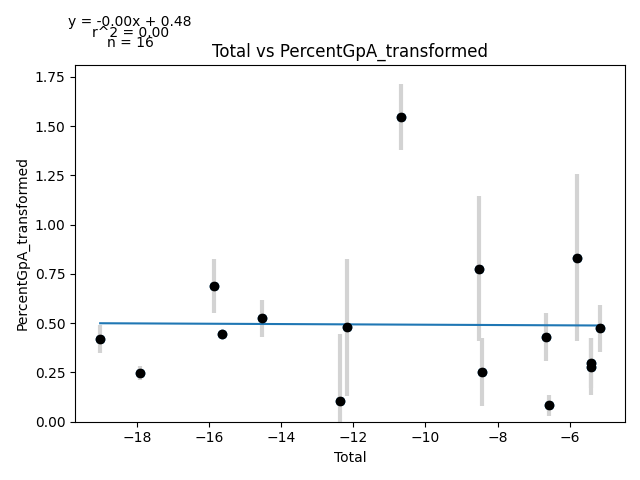 y = -0.00x + 0.48
r^2 = 0.00
n = 16
Total vs PercentGpA_transformed
PercentGpA_transformed
1.75
1.50
1.25
1.00
0.75
0.50
0.25
0.00
−18 −16 −14 −12 −10 −8 −6
Total